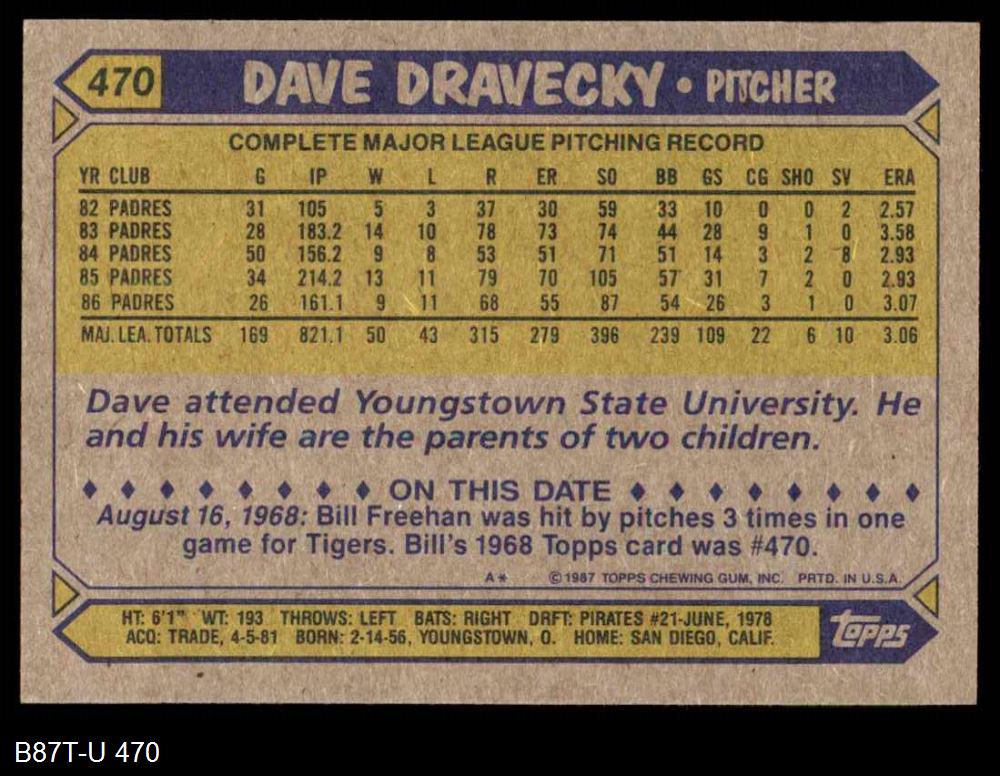 470 DAVE DRAVECKY • PITCHER
COMPLETE MAJOR LEAGUE PITCHING RECORD
YR CLUB G IP W L R ER SO BB GS CG SHO SV ERA
82 PADRES 31 105 5 3 37 30 59 33 10 0 0 2 2.57
83 PADRES 28 183.2 14 10 78 73 74 44 28 9 1 0 3.58
84 PADRES 50 156.2 9 8 53 51 71 51 14 3 2 8 2.93
85 PADRES 34 214.2 13 11 79 70 105 57 31 7 2 0 2.93
86 PADRES 26 161.1 9 11 68 55 87 54 26 3 1 0 3.07
MAJ. LEA. TOTALS 169 821.1 50 43 315 279 396 239 109 22 6 10 3.06
Dave attended Youngstown State University. He
and his wife are the parents of two children.
ON THIS DATE
August 16, 1968: Bill Freehan was hit by pitches 3 times in one
game for Tigers. Bill's 1968 Topps card was #470.
A* ©1987 TOPPS CHEWING GUM, INC. PRTD. IN U.S.A.
HT: 6'1" WT: 193 THROWS: LEFT BATS: RIGHT DRFT: PIRATES #21-JUNE, 1978
ACQ: TRADE, 4-5-81 BORN: 2-14-56, YOUNGSTOWN, O. HOME: SAN DIEGO, CALIF.
topps
B87T-U 470